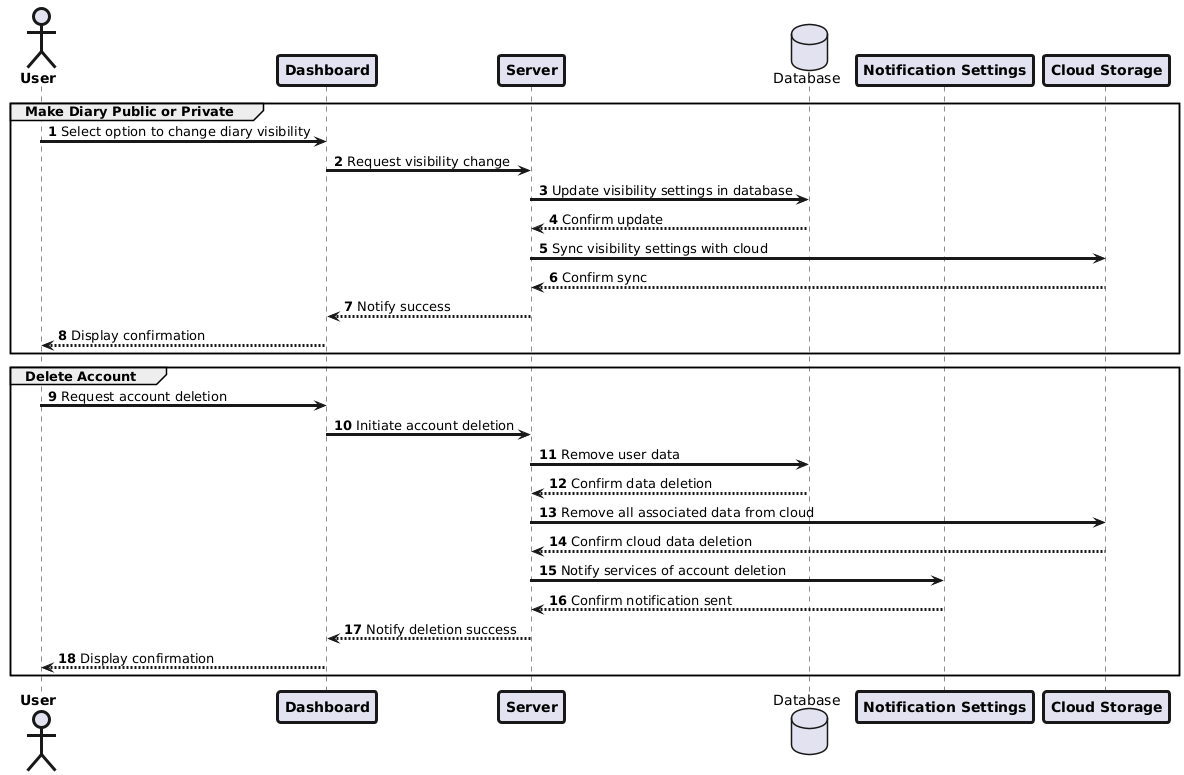 User
Dashboard
Server
Database
Notification Settings
Cloud Storage
Make Diary Public or Private
1 Select option to change diary visibility
2 Request visibility change
3 Update visibility settings in database
4 Confirm update
5 Sync visibility settings with cloud
6 Confirm sync
7 Notify success
8 Display confirmation
Delete Account
9 Request account deletion
10 Initiate account deletion
11 Remove user data
12 Confirm data deletion
13 Remove all associated data from cloud
14 Confirm cloud data deletion
15 Notify services of account deletion
16 Confirm notification sent
17 Notify deletion success
18 Display confirmation
User
Dashboard
Server
Database
Notification Settings
Cloud Storage